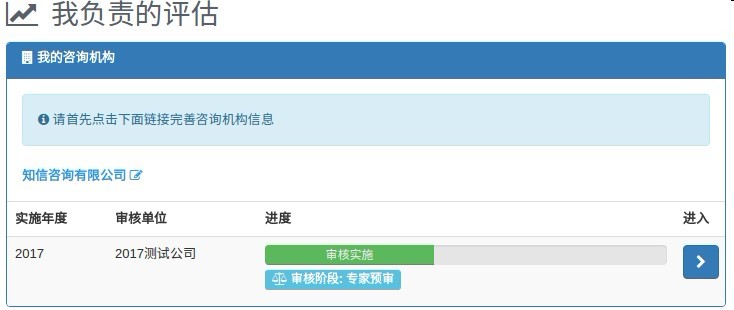 我负责的评估
我的咨询机构
请首先点击下面链接完善咨询机构信息
知信咨询有限公司
实施年度 审核单位 进度 进入
2017 2017测试公司 审核实施
审核阶段: 专家预审